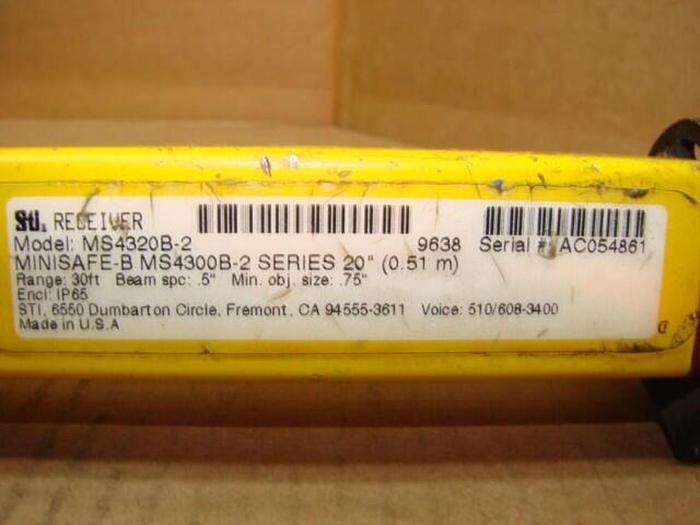 Sti RECEIVER
Model: MS4320B-2 9638 Serial #: AC054861
MINISAFE-B MS4300B-2 SERIES 20" (0.51 m)
Range: 30ft Beam spc: .5" Min. obj. size: .75"
Encl: IP65
STI, 6550 Dumbarton Circle, Fremont, CA 94555-3611 Voice: 510/608-3400
Made in U.S.A